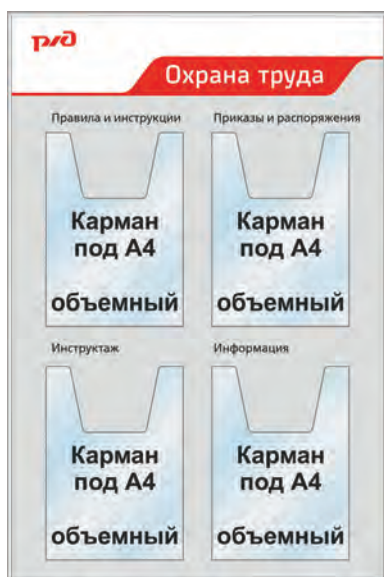 ржд
Охрана труда
Правила и инструкции
Приказы и распоряжения
Карман
под А4
объемный
Карман
под А4
объемный
Инструктаж
Информация
Карман
под А4
объемный
Карман
под А4
объемный